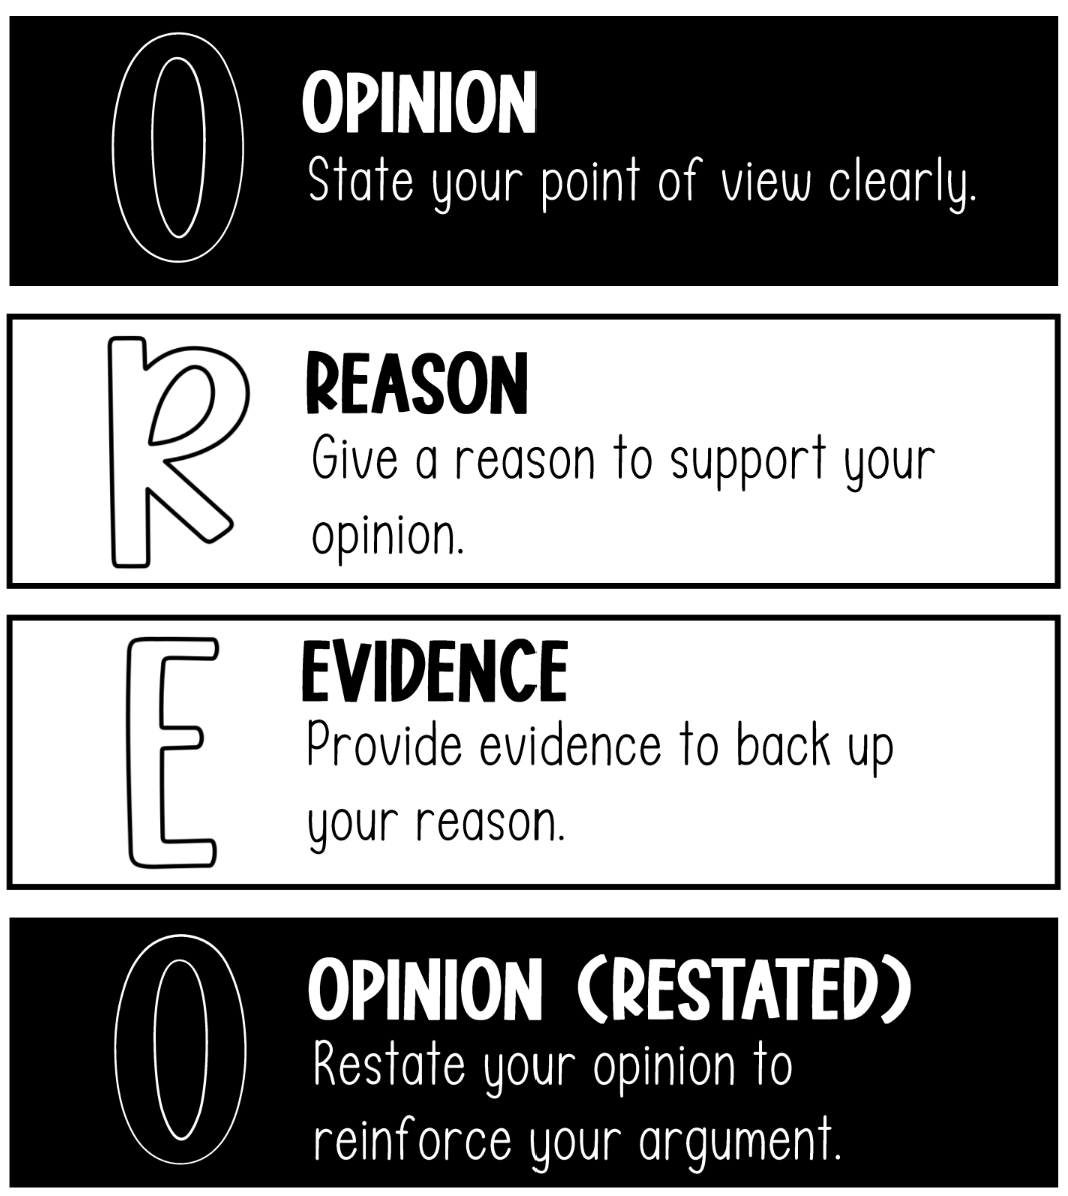 O
OPINION
State your point of view clearly.
R
REASON
Give a reason to support your
opinion.
E
EVIDENCE
Provide evidence to back up
your reason.
O
OPINION (RESTATED)
Restate your opinion to
reinforce your argument.